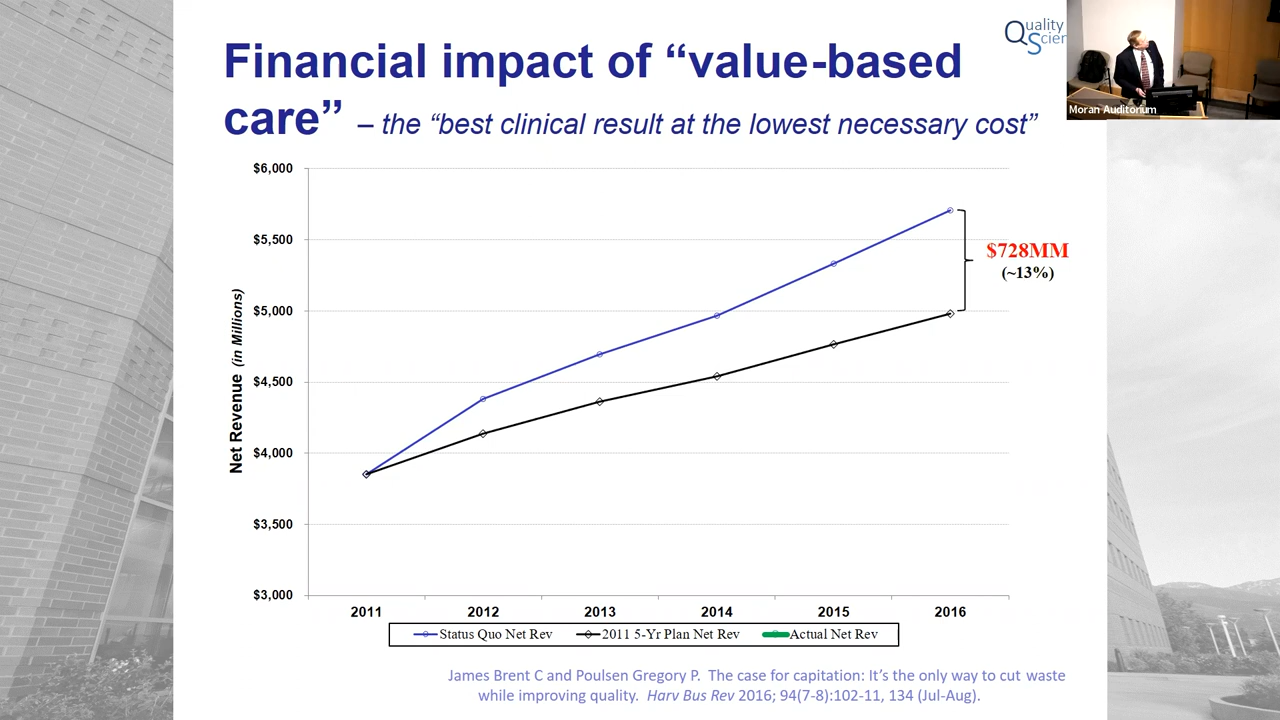 Financial impact of “value-based
care” – the “best clinical result at the lowest necessary cost”
Quality
Scien
Moran Auditorium
$6,000
$5,500
$5,000
$4,500
$4,000
$3,500
$3,000
Net Revenue (in Millions)
$728MM
(~13%)
2011 2012 2013 2014 2015 2016
Status Quo Net Rev 2011 5-Yr Plan Net Rev Actual Net Rev
James Brent C and Poulsen Gregory P. The case for capitation: It’s the only way to cut waste
while improving quality. Harv Bus Rev 2016; 94(7-8):102-11, 134 (Jul-Aug).